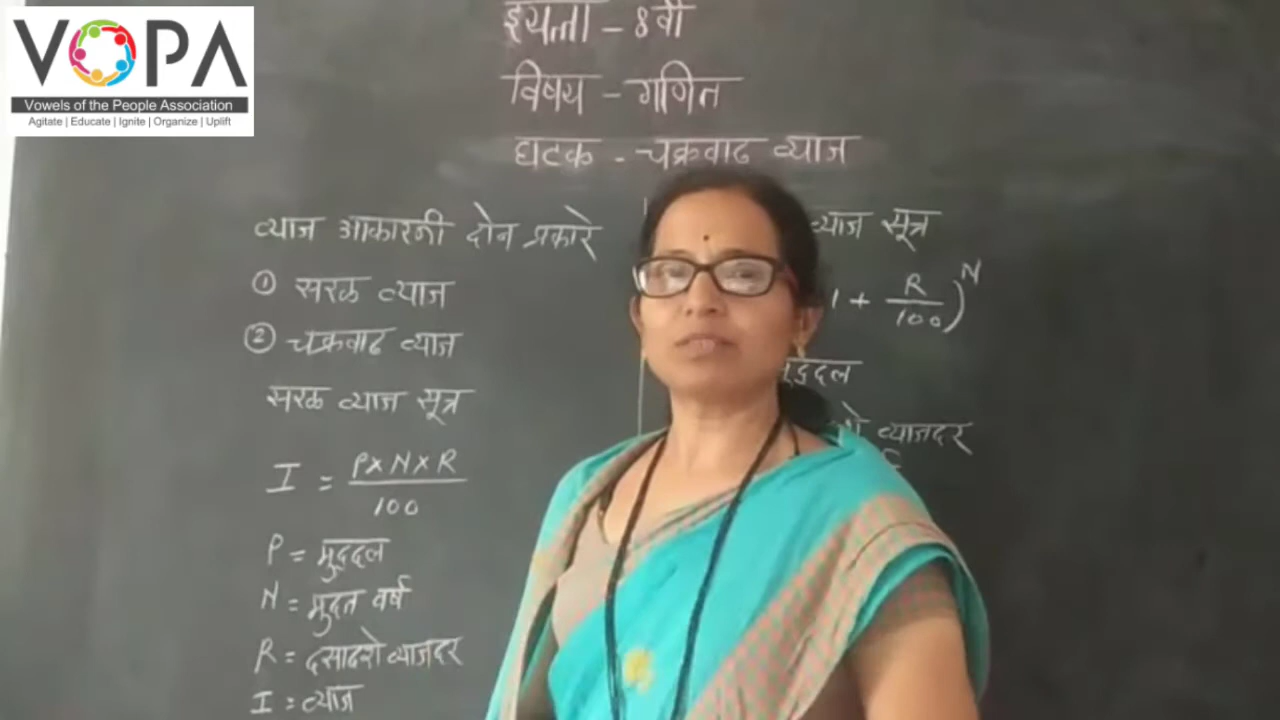 VOPA
Vowels of the People Association
Agitate | Educate | Ignite | Organize | Uplift
इयत्ता - 8वी
विषय - गणित
घटक - चक्रवाढ व्याज
व्याज आकारणी दोन प्रकारे
① सरळ व्याज
② चक्रवाढ व्याज
सरळ व्याज सूत्र
I = P×N×R
100
P = मुद्दल
N = मुदत वर्ष
R = दसादशे व्याजदर
I = व्याज
व्याज सूत्र
1 + R/100)^N
मुद्दल
व्याजदर